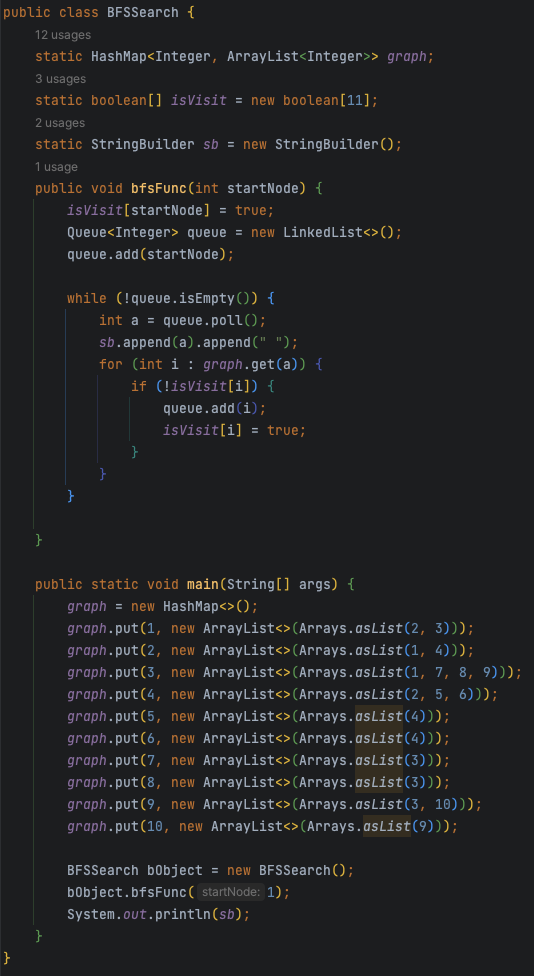 public class BFSSearch {
12 usages
static HashMap<Integer, ArrayList<Integer>> graph;
3 usages
static boolean[] isVisit = new boolean[11];
2 usages
static StringBuilder sb = new StringBuilder();
1 usage
public void bfsFunc(int startNode) {
isVisit[startNode] = true;
Queue<Integer> queue = new LinkedList<>();
queue.add(startNode);
while (!queue.isEmpty()) {
int a = queue.poll();
sb.append(a).append(" ");
for (int i : graph.get(a)) {
if (!isVisit[i]) {
queue.add(i);
isVisit[i] = true;
}
}
}
}
public static void main(String[] args) {
graph = new HashMap<>();
graph.put(1, new ArrayList<>(Arrays.asList(2, 3)));
graph.put(2, new ArrayList<>(Arrays.asList(1, 4)));
graph.put(3, new ArrayList<>(Arrays.asList(1, 7, 8, 9)));
graph.put(4, new ArrayList<>(Arrays.asList(2, 5, 6)));
graph.put(5, new ArrayList<>(Arrays.asList(4)));
graph.put(6, new ArrayList<>(Arrays.asList(4)));
graph.put(7, new ArrayList<>(Arrays.asList(3)));
graph.put(8, new ArrayList<>(Arrays.asList(3)));
graph.put(9, new ArrayList<>(Arrays.asList(3, 10)));
graph.put(10, new ArrayList<>(Arrays.asList(9)));
BFSSearch bObject = new BFSSearch();
bObject.bfsFunc( startNode: 1);
System.out.println(sb);
}
}